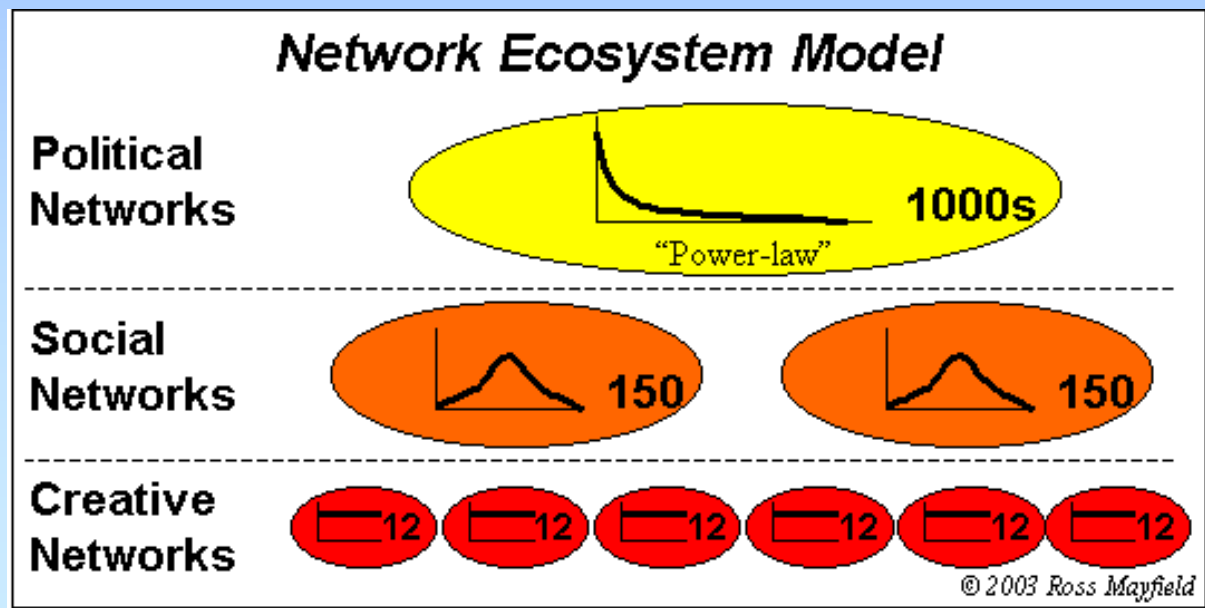 Network Ecosystem Model
Political
Networks
1000s
“Power-law”
Social
Networks
150
150
Creative
Networks
12
12
12
12
12
12
© 2003 Ross Mayfield